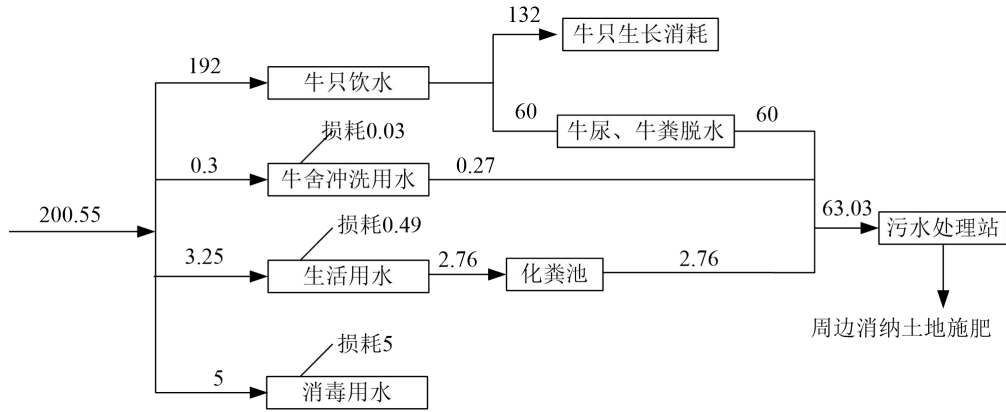 132
牛只生长消耗
192
牛只饮水
60
牛尿、牛粪脱水
60
损耗0.03
0.3
牛舍冲洗用水
0.27
200.55
63.03
污水处理站
损耗0.49
3.25
生活用水
2.76
化粪池
2.76
周边消纳土地施肥
损耗5
5
消毒用水